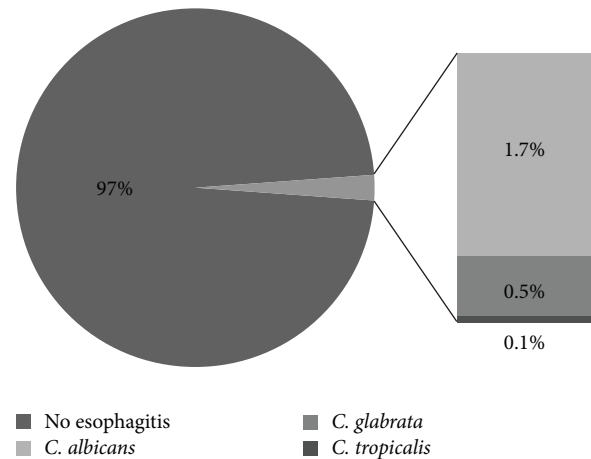 97%
1.7%
0.5%
0.1%
No esophagitis
C. albicans
C. glabrata
C. tropicalis